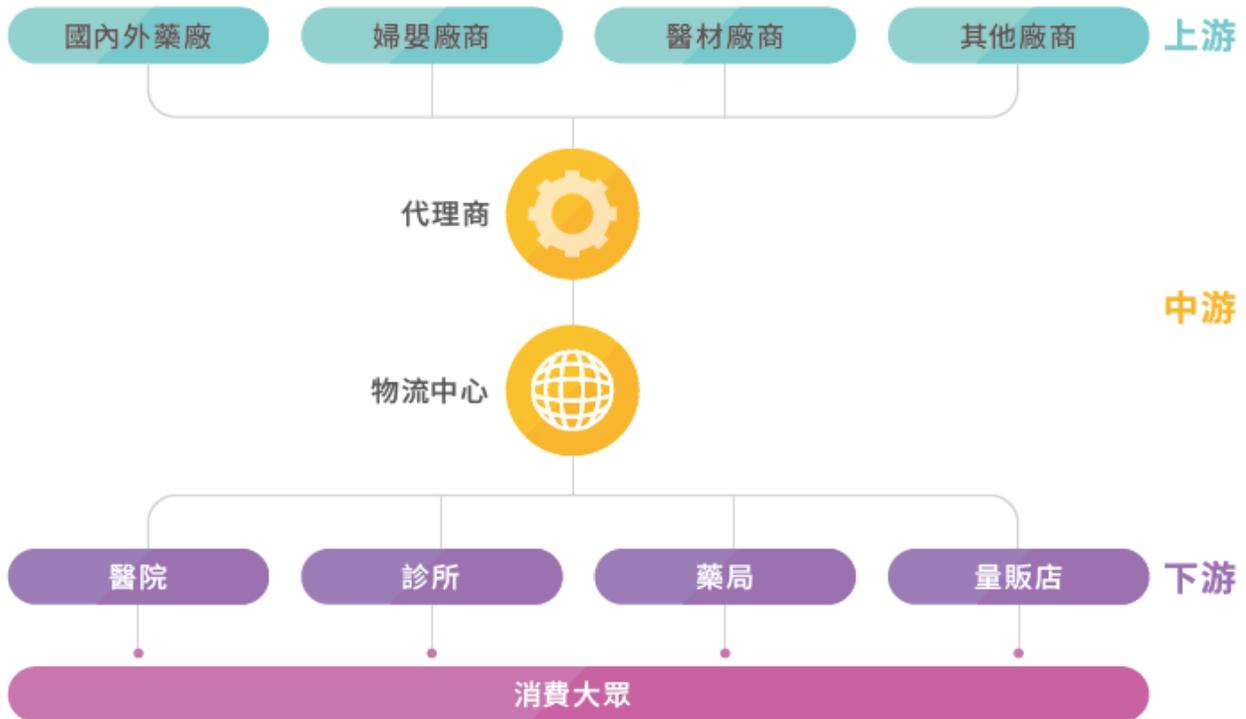 國內外藥廠
婦嬰廠商
醫材廠商
其他廠商
上游
代理商
中游
物流中心
醫院
診所
藥局
量販店
下游
消費大眾